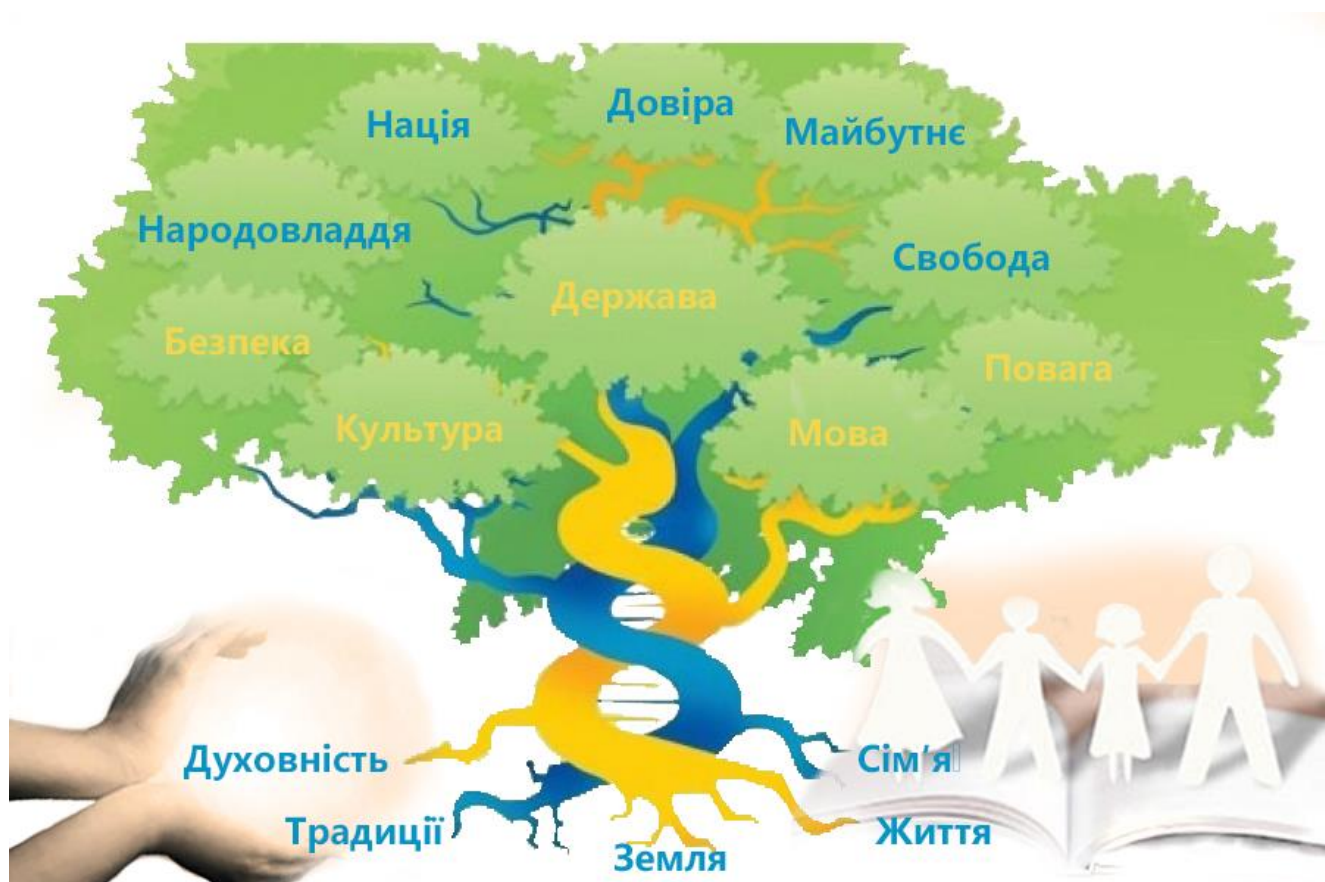 Довіра
Нація
Майбутнє
Народовладдя
Свобода
Держава
Безпека
Повага
Культура
Мова
Духовність
Сім’я
Традиції
Життя
Земля